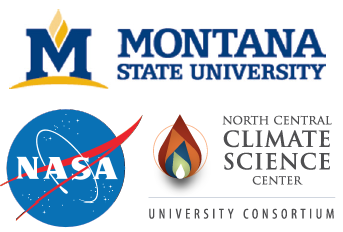 M MONTANA
STATE UNIVERSITY
NASA
NORTH CENTRAL
CLIMATE
SCIENCE
CENTER
UNIVERSITY CONSORTIUM